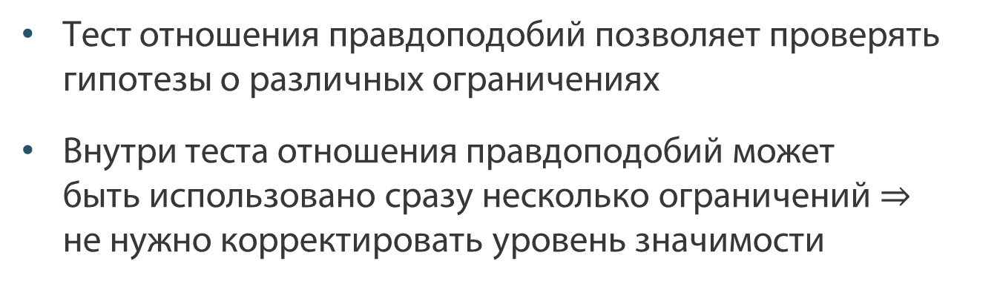 • Тест отношения правдоподобий позволяет проверять
гипотезы о различных ограничениях
• Внутри теста отношения правдоподобий может
быть использовано сразу несколько ограничений ⇒
не нужно корректировать уровень значимости